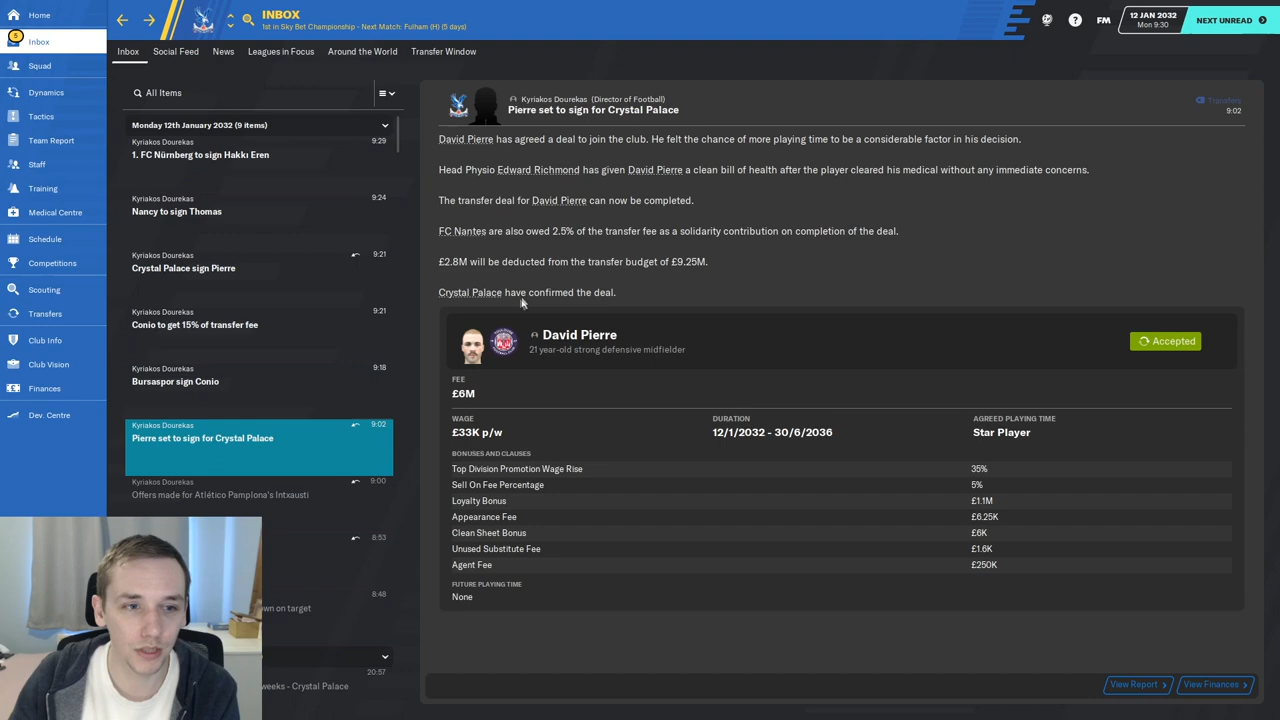 Home
5
Inbox
Squad
Dynamics
Tactics
Team Report
Staff
Training
Medical Centre
Schedule
Competitions
Scouting
Transfers
Club Info
Club Vision
Finances
Dev. Centre
INBOX
1st in Sky Bet Championship - Next Match: Fulham (H) (5 days)
?
FM
12 JAN 2032
Mon 9:30
NEXT UNREAD
Inbox
Social Feed
News
Leagues in Focus
Around the World
Transfer Window
All Items
Monday 12th January 2032 (9 items)
Kyriakos Dourekas
9:29
1. FC Nürnberg to sign Hakkı Eren
Kyriakos Dourekas
9:24
Nancy to sign Thomas
Kyriakos Dourekas
9:21
Crystal Palace sign Pierre
Kyriakos Dourekas
9:21
Conio to get 15% of transfer fee
Kyriakos Dourekas
9:18
Bursaspor sign Conio
Kyriakos Dourekas
9:02
Pierre set to sign for Crystal Palace
Kyriakos Dourekas
9:00
Offers made for Atlético Pamplona's Intxausti
8:53
8:48
wn on target
20:57
weeks - Crystal Palace
Kyriakos Dourekas (Director of Football)
Pierre set to sign for Crystal Palace
Transfers
9:02
David Pierre has agreed a deal to join the club. He felt the chance of more playing time to be a considerable factor in his decision.
Head Physio Edward Richmond has given David Pierre a clean bill of health after the player cleared his medical without any immediate concerns.
The transfer deal for David Pierre can now be completed.
FC Nantes are also owed 2.5% of the transfer fee as a solidarity contribution on completion of the deal.
£2.8M will be deducted from the transfer budget of £9.25M.
Crystal Palace have confirmed the deal.
David Pierre
21 year-old strong defensive midfielder
Accepted
FEE
£6M
WAGE
£33K p/w
DURATION
12/1/2032 - 30/6/2036
AGREED PLAYING TIME
Star Player
BONUSES AND CLAUSES
Top Division Promotion Wage Rise 35%
Sell On Fee Percentage 5%
Loyalty Bonus £1.1M
Appearance Fee £6.25K
Clean Sheet Bonus £6K
Unused Substitute Fee £1.6K
Agent Fee £250K
FUTURE PLAYING TIME
None
View Report
View Finances